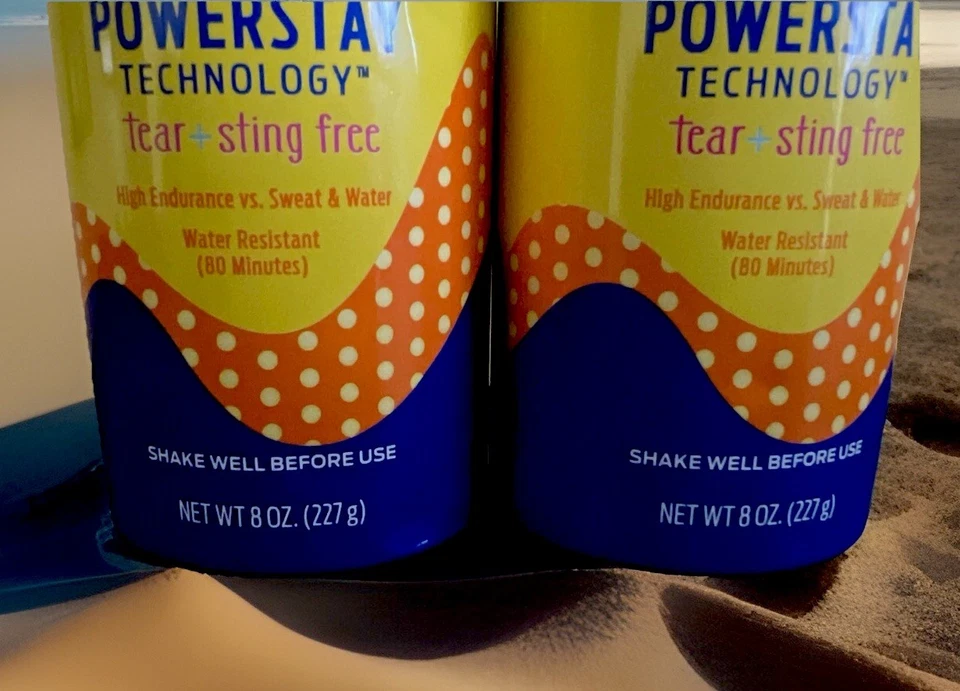 POWERSTAY
TECHNOLOGY™
tear + sting free
High Endurance vs. Sweat & Water
Water Resistant
(80 Minutes)
SHAKE WELL BEFORE USE
NET WT 8 OZ. (227 g)
POWERSTA
TECHNOLOGY™
tear + sting free
High Endurance vs. Sweat & Water
Water Resistant
(80 Minutes)
SHAKE WELL BEFORE USE
NET WT 8 OZ. (227 g)